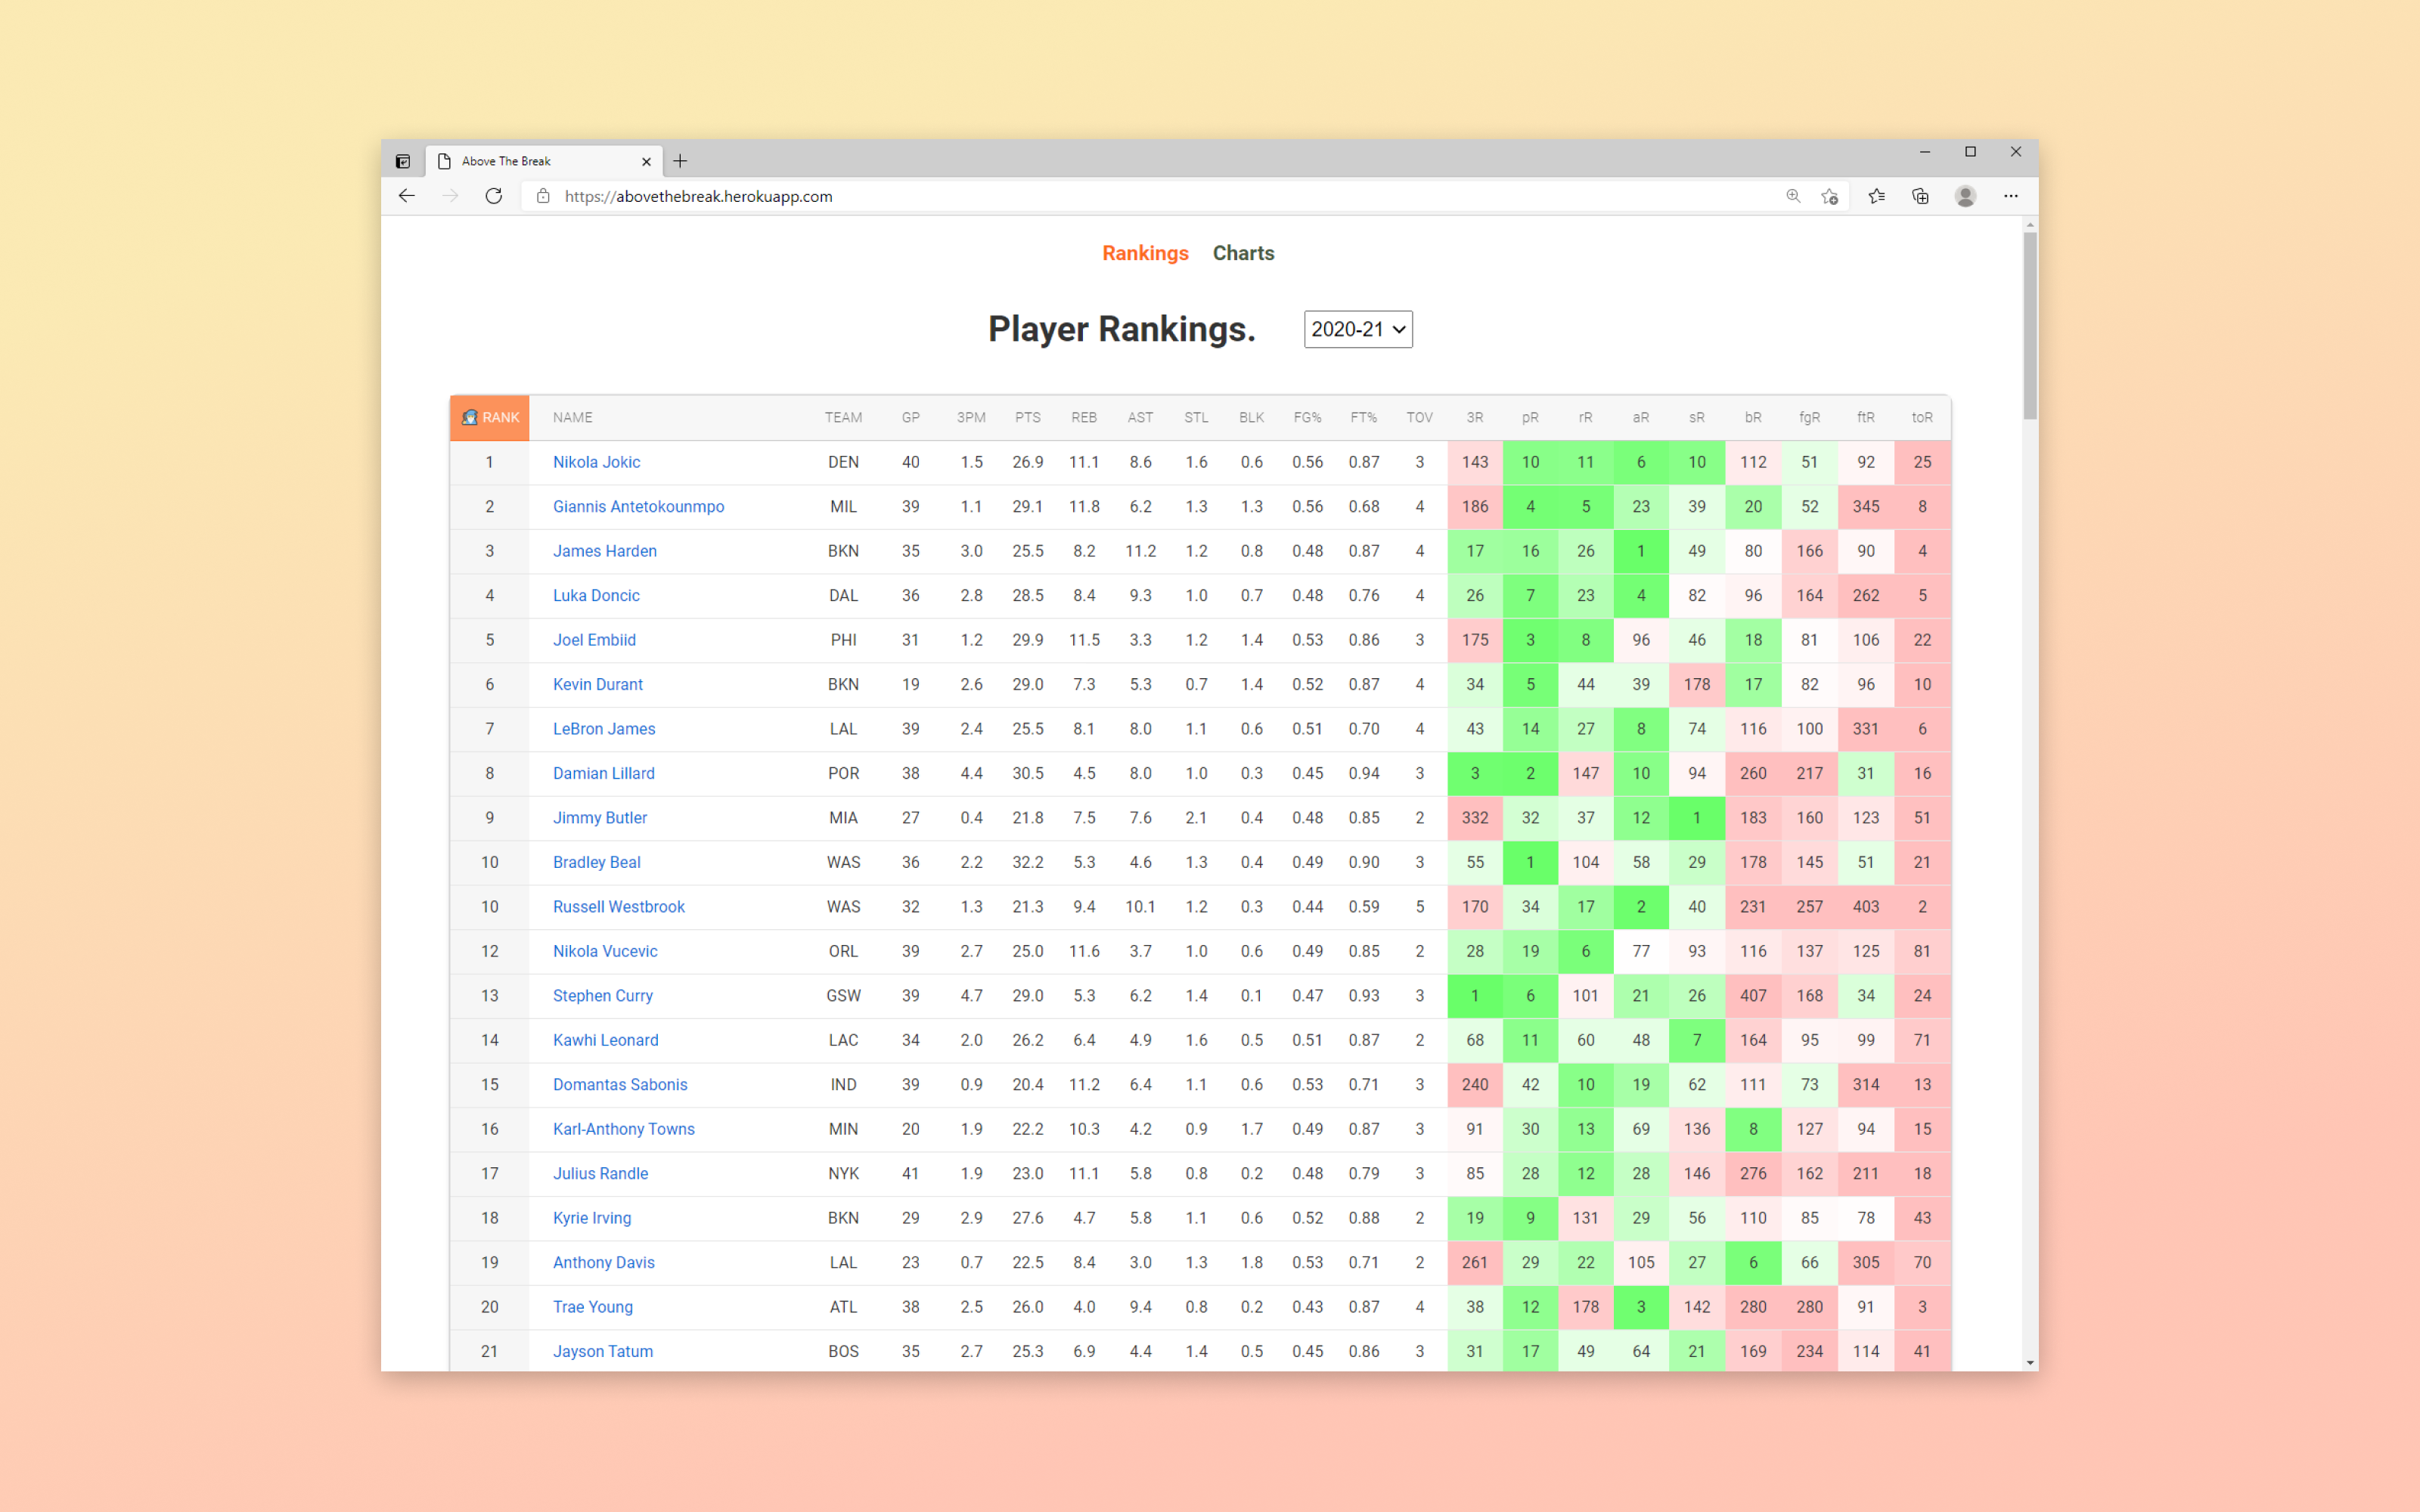 Above The Break
https://abovethebreak.herokuapp.com
Rankings Charts
Player Rankings. 2020-21
RANK NAME TEAM GP 3PM PTS REB AST STL BLK FG% FT% TOV 3R pR rR aR sR bR fgR ftR toR
1 Nikola Jokic DEN 40 1.5 26.9 11.1 8.6 1.6 0.6 0.56 0.87 3 143 10 11 6 10 112 51 92 25
2 Giannis Antetokounmpo MIL 39 1.1 29.1 11.8 6.2 1.3 1.3 0.56 0.68 4 186 4 5 23 39 20 52 345 8
3 James Harden BKN 35 3.0 25.5 8.2 11.2 1.2 0.8 0.48 0.87 4 17 16 26 1 49 80 166 90 4
4 Luka Doncic DAL 36 2.8 28.5 8.4 9.3 1.0 0.7 0.48 0.76 4 26 7 23 4 82 96 164 262 5
5 Joel Embiid PHI 31 1.2 29.9 11.5 3.3 1.2 1.4 0.53 0.86 3 175 3 8 96 46 18 81 106 22
6 Kevin Durant BKN 19 2.6 29.0 7.3 5.3 0.7 1.4 0.52 0.87 4 34 5 44 39 178 17 82 96 10
7 LeBron James LAL 39 2.4 25.5 8.1 8.0 1.1 0.6 0.51 0.70 4 43 14 27 8 74 116 100 331 6
8 Damian Lillard POR 38 4.4 30.5 4.5 8.0 1.0 0.3 0.45 0.94 3 3 2 147 10 94 260 217 31 16
9 Jimmy Butler MIA 27 0.4 21.8 7.5 7.6 2.1 0.4 0.48 0.85 2 332 32 37 12 1 183 160 123 51
10 Bradley Beal WAS 36 2.2 32.2 5.3 4.6 1.3 0.4 0.49 0.90 3 55 1 104 58 29 178 145 51 21
10 Russell Westbrook WAS 32 1.3 21.3 9.4 10.1 1.2 0.3 0.44 0.59 5 170 34 17 2 40 231 257 403 2
12 Nikola Vucevic ORL 39 2.7 25.0 11.6 3.7 1.0 0.6 0.49 0.85 2 28 19 6 77 93 116 137 125 81
13 Stephen Curry GSW 39 4.7 29.0 5.3 6.2 1.4 0.1 0.47 0.93 3 1 6 101 21 26 407 168 34 24
14 Kawhi Leonard LAC 34 2.0 26.2 6.4 4.9 1.6 0.5 0.51 0.87 2 68 11 60 48 7 164 95 99 71
15 Domantas Sabonis IND 39 0.9 20.4 11.2 6.4 1.1 0.6 0.53 0.71 3 240 42 10 19 62 111 73 314 13
16 Karl-Anthony Towns MIN 20 1.9 22.2 10.3 4.2 0.9 1.7 0.49 0.87 3 91 30 13 69 136 8 127 94 15
17 Julius Randle NYK 41 1.9 23.0 11.1 5.8 0.8 0.2 0.48 0.79 3 85 28 12 28 146 276 162 211 18
18 Kyrie Irving BKN 29 2.9 27.6 4.7 5.8 1.1 0.6 0.52 0.88 2 19 9 131 29 56 110 85 78 43
19 Anthony Davis LAL 23 0.7 22.5 8.4 3.0 1.3 1.8 0.53 0.71 2 261 29 22 105 27 6 66 305 70
20 Trae Young ATL 38 2.5 26.0 4.0 9.4 0.8 0.2 0.43 0.87 4 38 12 178 3 142 280 280 91 3
21 Jayson Tatum BOS 35 2.7 25.3 6.9 4.4 1.4 0.5 0.45 0.86 3 31 17 49 64 21 169 234 114 41